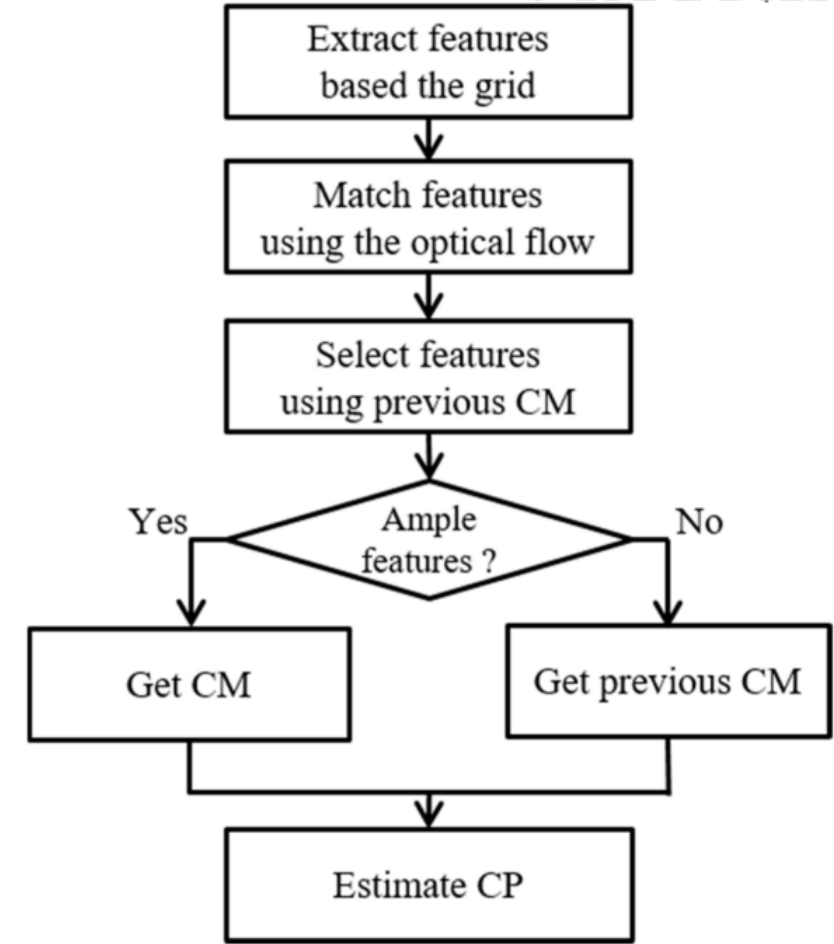 Extract features
based the grid
Match features
using the optical flow
Select features
using previous CM
Ample
features ?
Yes
No
Get CM
Get previous CM
Estimate CP